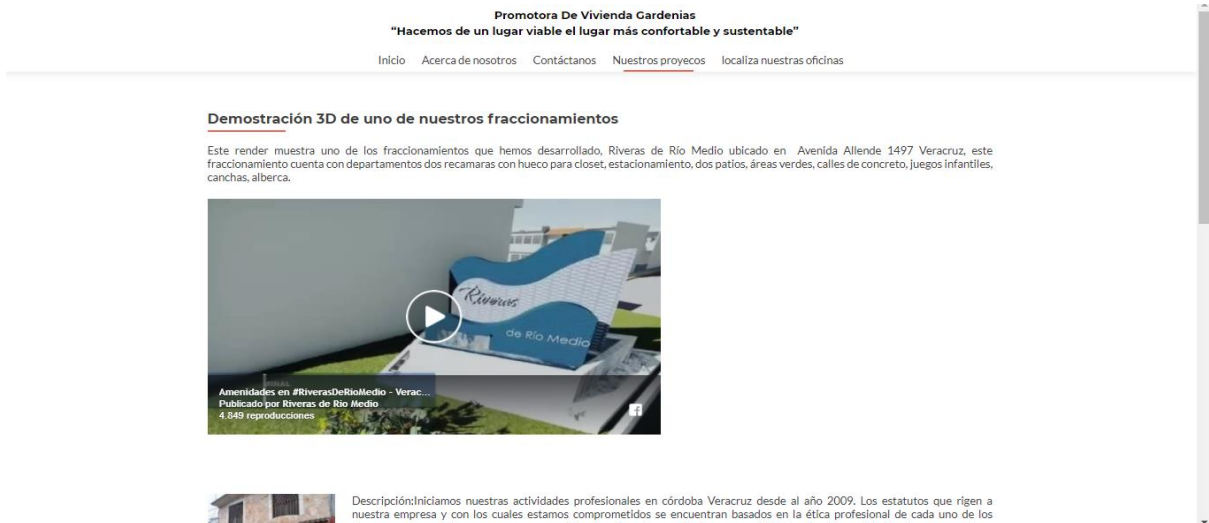 Promotora De Vivienda Gardenias
“Hacemos de un lugar viable el lugar más confortable y sustentable”
Inicio Acerca de nosotros Contáctanos Nuestros proyecos localiza nuestras oficinas
Demostración 3D de uno de nuestros fraccionamientos
Este render muestra uno de los fraccionamientos que hemos desarrollado, Riveras de Río Medio ubicado en Avenida Allende 1497 Veracruz, este
fraccionamiento cuenta con departamentos dos recamaras con hueco para closet, estacionamiento, dos patios, áreas verdes, calles de concreto, juegos infantiles,
canchas, alberca.
Riveras
de Río Medio
Amenidades en #RiverasDeRioMedio - Verac...
Publicado por Riveras de Rio Medio
4.849 reproducciones
Descripción:Iniciamos nuestras actividades profesionales en córdoba Veracruz desde al año 2009. Los estatutos que rigen a
nuestra empresa y con los cuales estamos comprometidos se encuentran basados en la ética profesional de cada uno de los